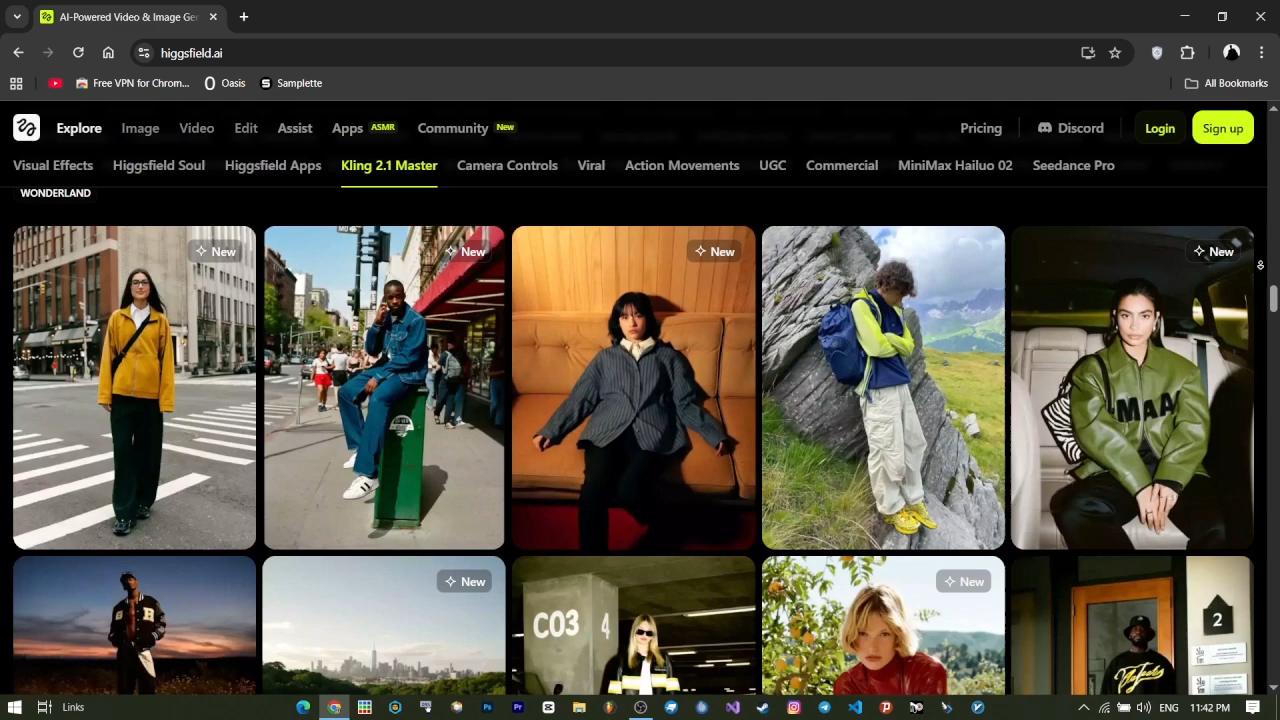 AI-Powered Video & Image Ger
higgsfield.ai
Free VPN for Chrom...
Oasis
Samplette
All Bookmarks
Explore
Image
Video
Edit
Assist
Apps ASMR
Community New
Pricing
Discord
Login
Sign up
Visual Effects
Higgsfield Soul
Higgsfield Apps
Kling 2.1 Master
Camera Controls
Viral
Action Movements
UGC
Commercial
MiniMax Hailuo 02
Seedance Pro
WONDERLAND
New
New
New
New
MAA
New
New
C03 4
B
2
Links
11:42 PM